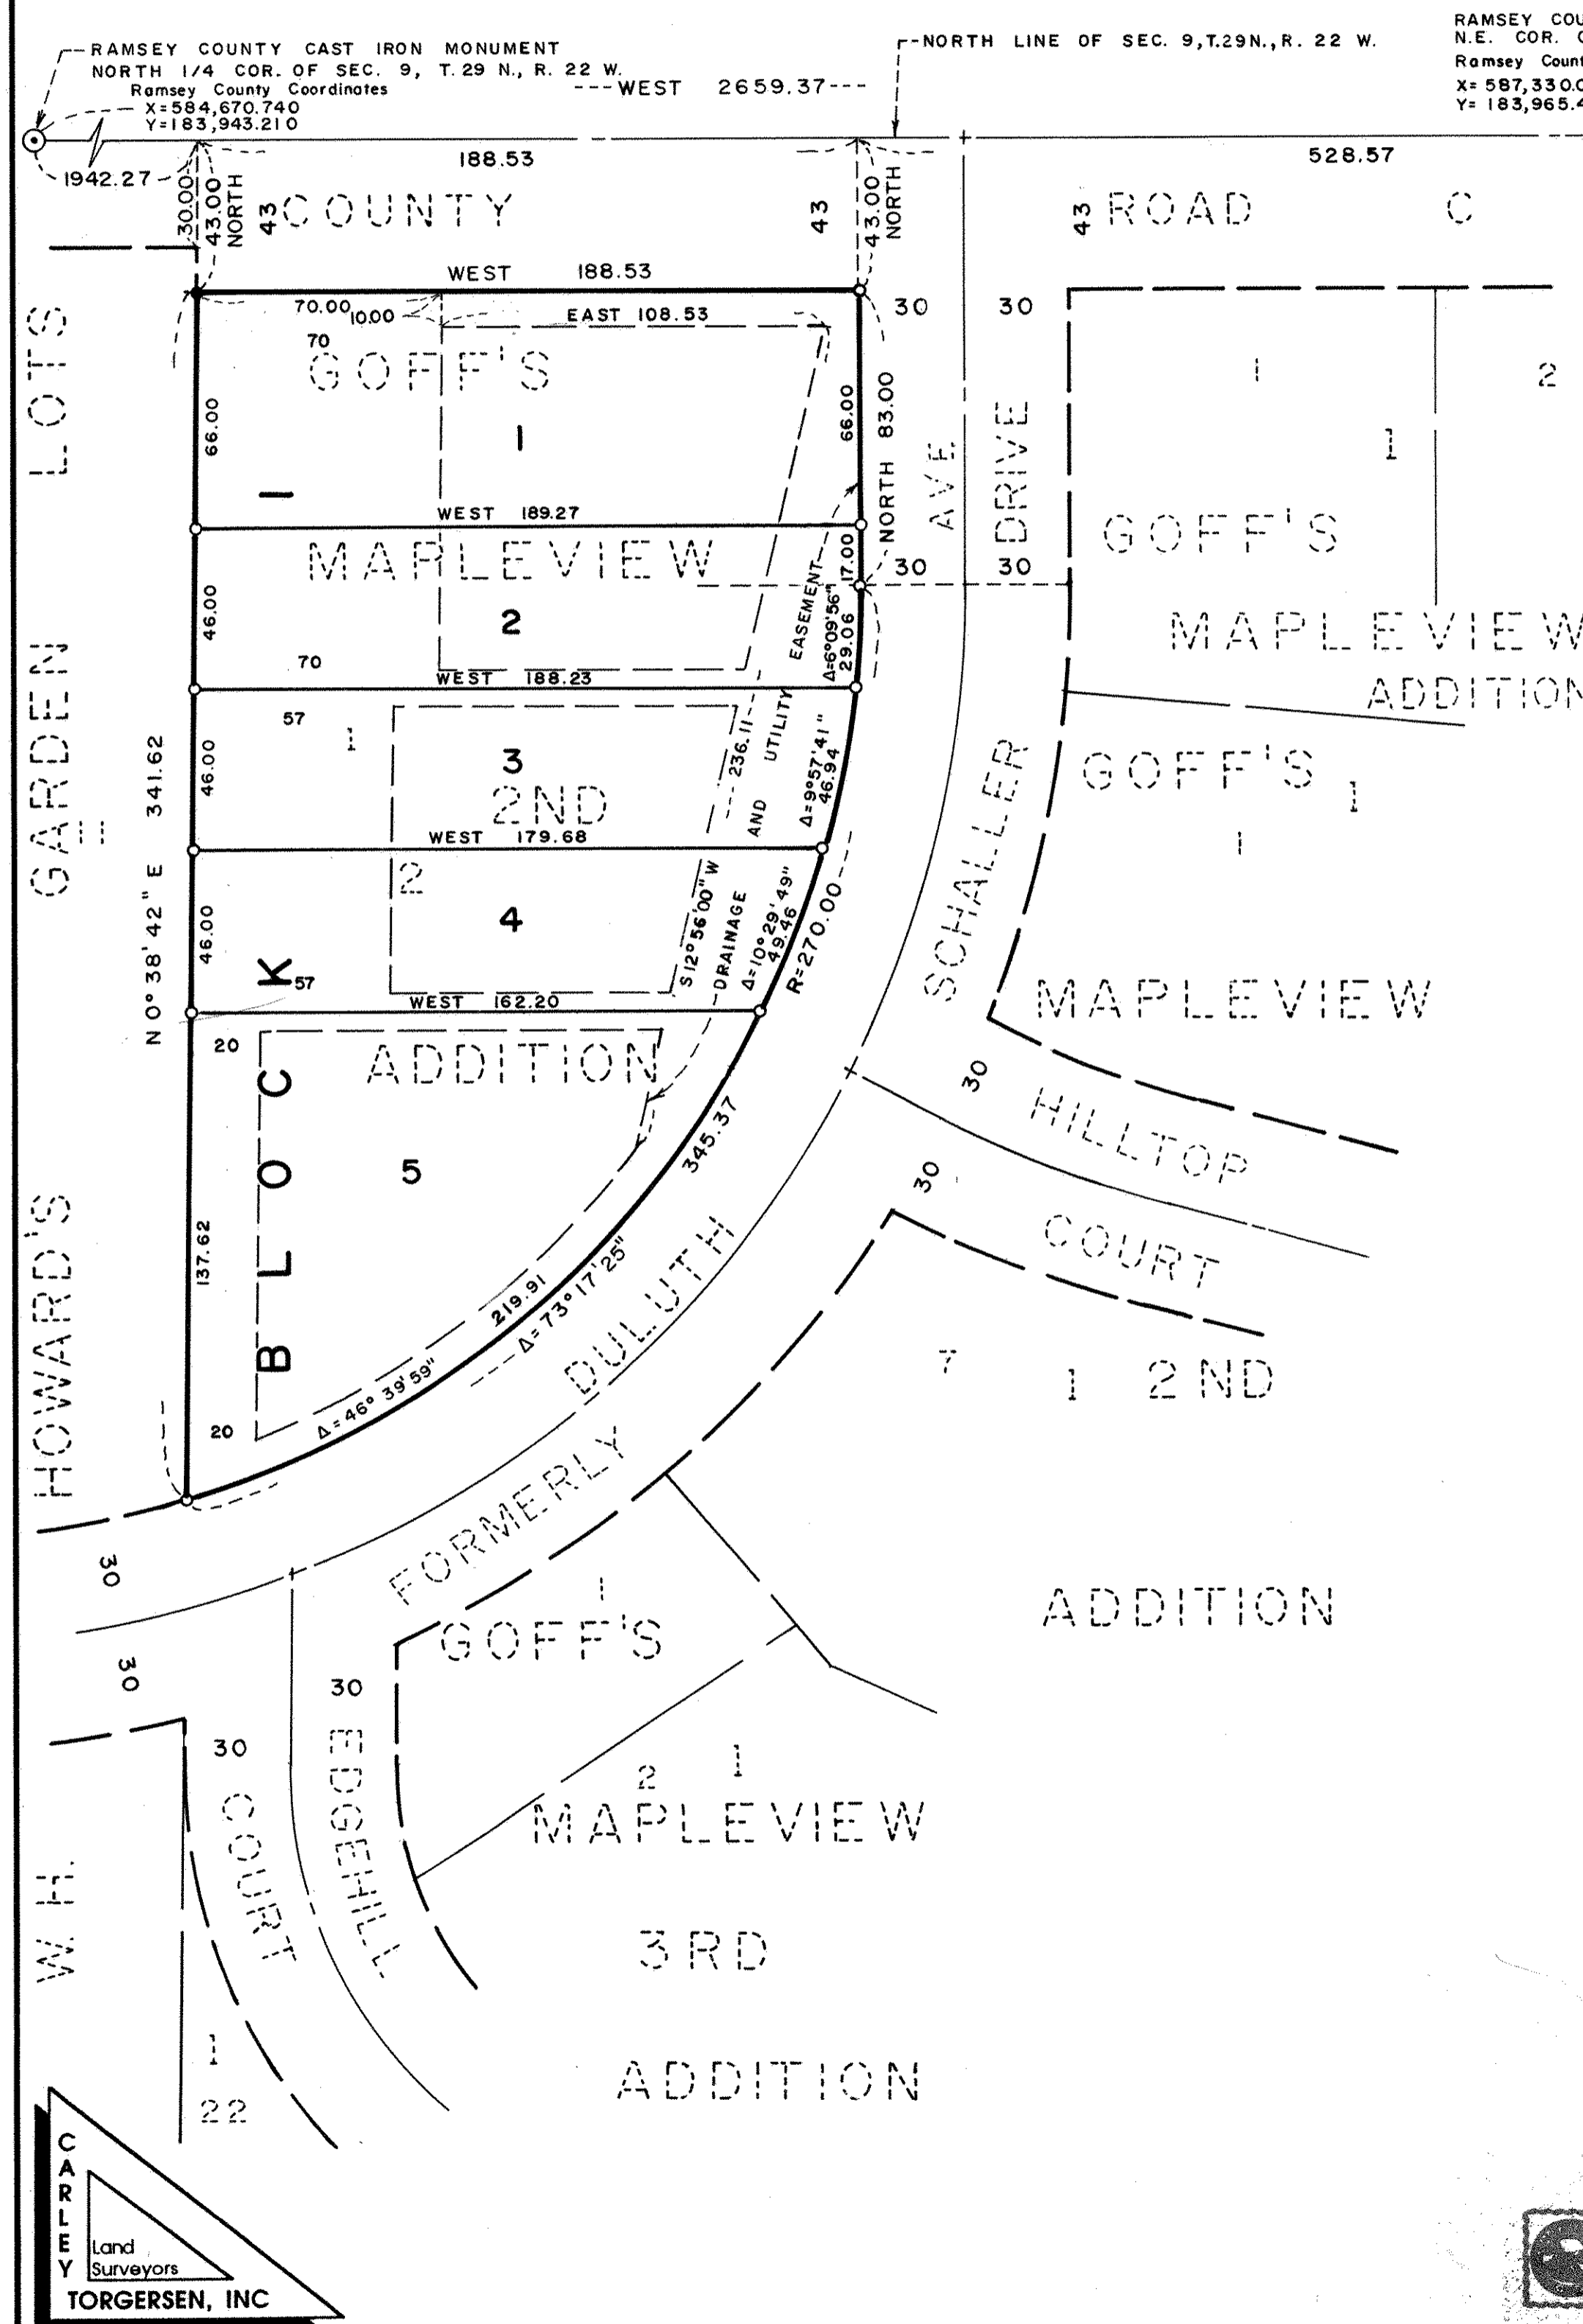 RAMSEY COUNTY CAST IRON MONUMENT
NORTH 1/4 COR. OF SEC. 9, T. 29 N., R. 22 W.
Ramsey County Coordinates
X=584,670.740
Y=183,943.210
---WEST 2659.37---
NORTH LINE OF SEC. 9, T.29N., R. 22 W.
RAMSEY COU
N.E. COR. O
Ramsey Count
X= 587,330.0
Y= 183,965.4
1942.27
188.53
528.57
30.00
43.00
NORTH
43
COUNTY
43
43.00
NORTH
43
ROAD
C
WEST 188.53
70.00
10.00
EAST 108.53
70
30
30
GOFF'S
1
2
66.00
1
66.00
NORTH 83.00
1
1
AVE
DRIVE
WEST 189.27
GOFF'S
MAPLEVIEW
17.00
30
30
46.00
2
EASEMENT
Δ=6°09'56"
29.06
MAPLEVIEW
70
WEST 188.23
ADDITION
57
1
3
236.11
UTILITY
AND
DRAINAGE
Δ=9°57'41"
46.94
GOFF'S
1
1
46.00
2ND
341.62
N 0° 38' 42" E
WEST 179.68
2
SCHALLER
46.00
4
S 12° 56' 00" W
Δ=10° 29' 49"
49.46
R=270.00
57
WEST 162.20
MAPLEVIEW
20
ADDITION
30
HILLTOP
345.37
5
30
COURT
137.62
BLOCK
219.91
Δ=73° 17' 25"
Δ=46° 39' 59"
DULUTH
20
7
1
2ND
LOTS
GARDEN
HOWARD'S
W. H.
FORMERLY
30
30
1
GOFF'S
ADDITION
30
30
EDGEHILL
COURT
2
1
MAPLEVIEW
3RD
ADDITION
1
22
CARLEY
Land
Surveyors
TORGERSEN, INC